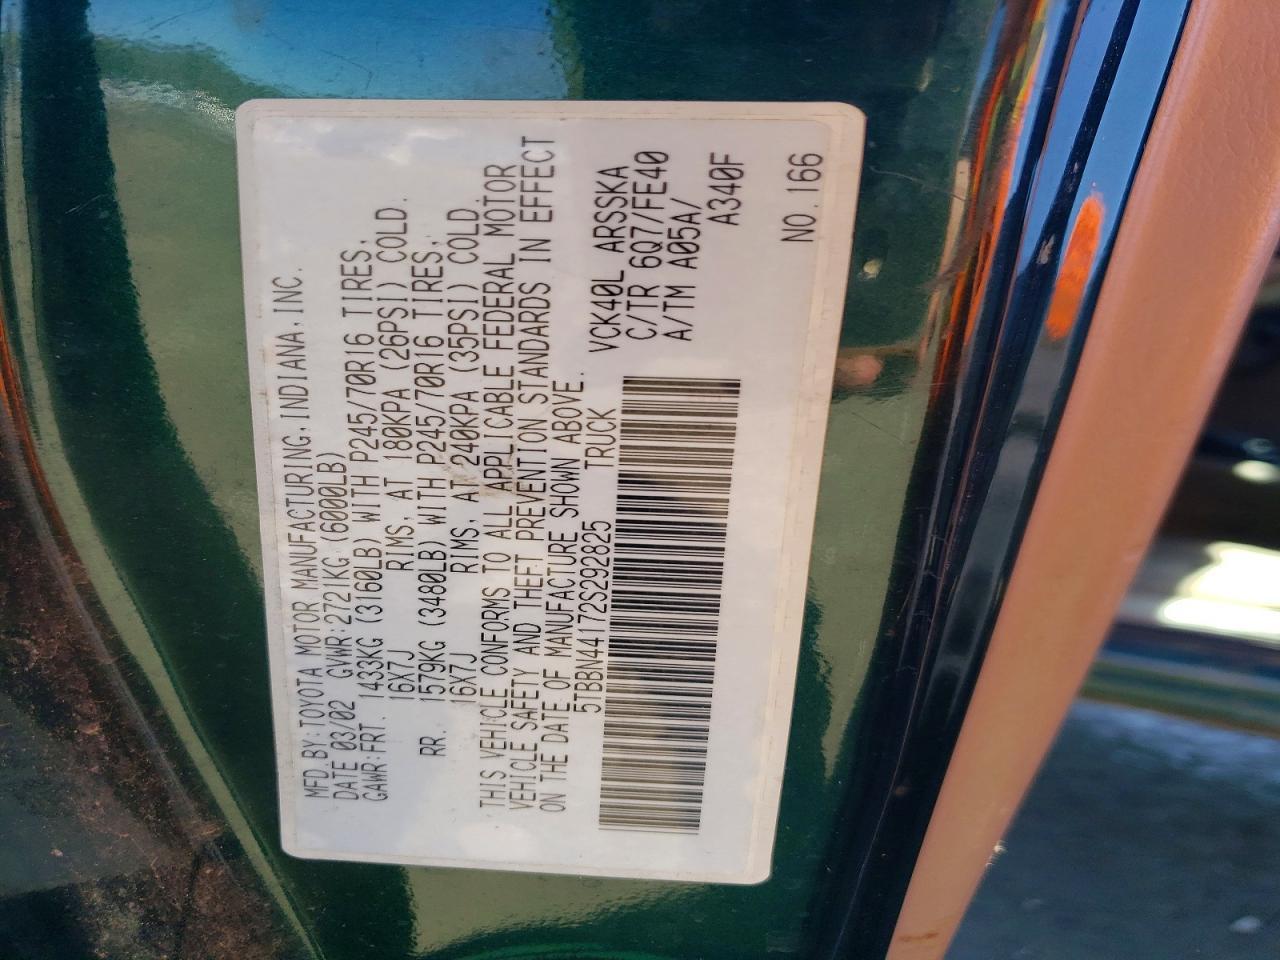 MFD.BY:TOYOTA MOTOR MANUFACTURING,INDIANA,INC.
DATE 03/02 GVWR:2721KG (6000LB)
GAWR:FRT. 1433KG (3160LB) WITH P245/70R16 TIRES,
16X7J RIMS, AT 180KPA (26PSI) COLD.
RR. 1579KG (3480LB) WITH P245/70R16 TIRES,
16X7J RIMS, AT 240KPA (35PSI) COLD.
THIS VEHICLE CONFORMS TO ALL APPLICABLE FEDERAL MOTOR
VEHICLE SAFETY AND THEFT PREVENTION STANDARDS IN EFFECT
ON THE DATE OF MANUFACTURE SHOWN ABOVE.
5TBBN44172S292825 TRUCK
VCK40L ARSSKA
C/TR 6Q7/FE40
A/TM A05A/
A340F
NO.166